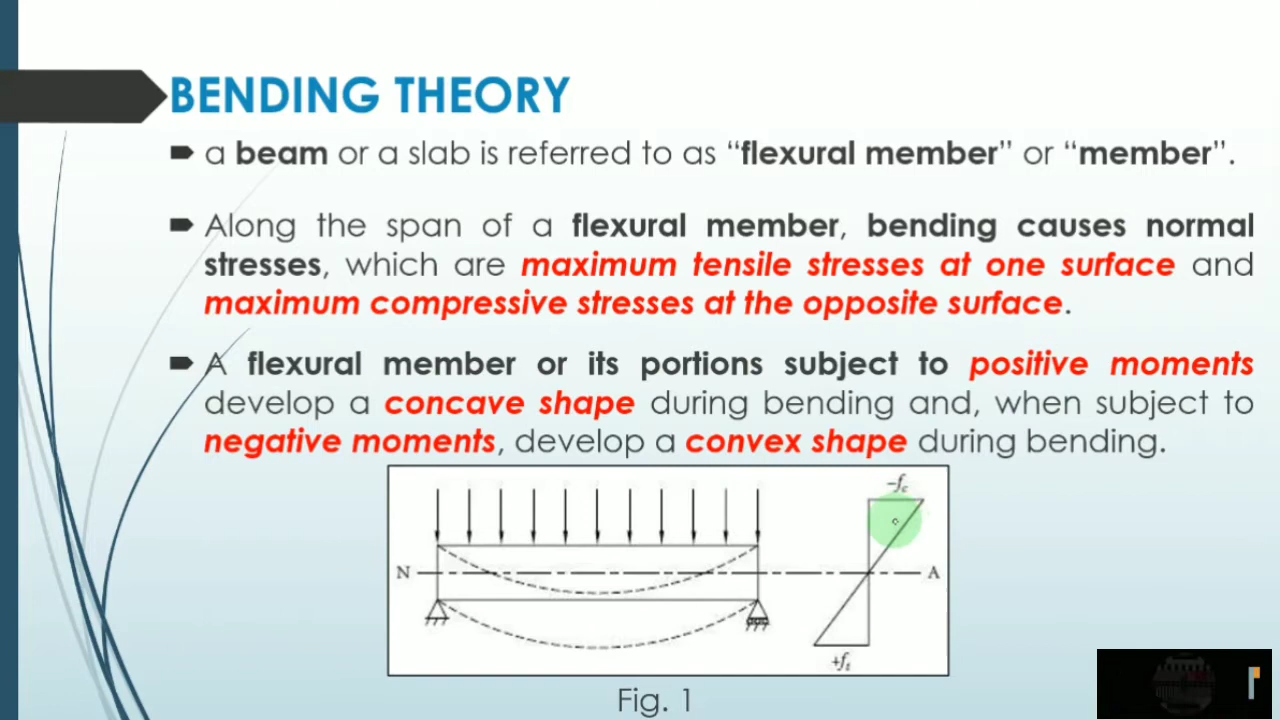 BENDING THEORY
a beam or a slab is referred to as “flexural member” or “member”.
Along the span of a flexural member, bending causes normal
stresses, which are maximum tensile stresses at one surface and
maximum compressive stresses at the opposite surface.
A flexural member or its portions subject to positive moments
develop a concave shape during bending and, when subject to
negative moments, develop a convex shape during bending.
–fc
N
A
+ft
Fig. 1